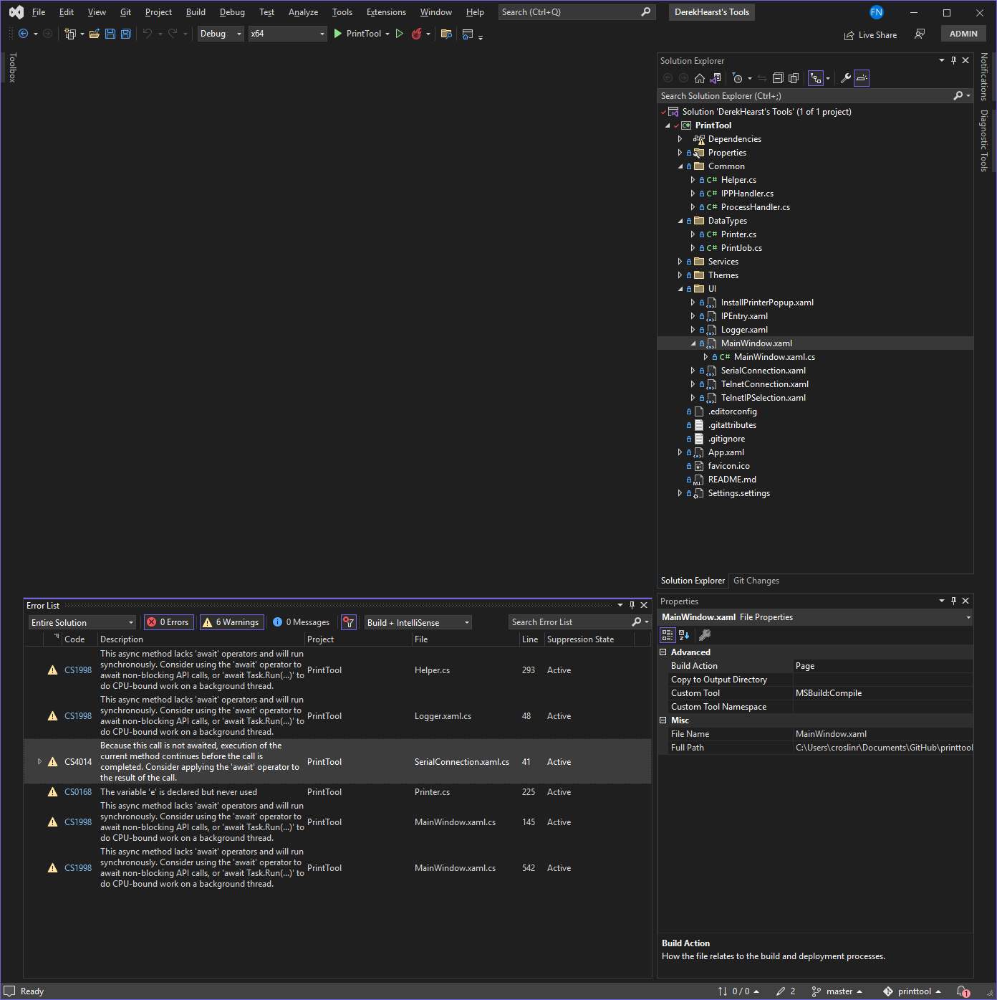 File Edit View Git Project Build Debug Test Analyze Tools Extensions Window Help Search (Ctrl+Q) DerekHearst's Tools FN
Debug x64 PrintTool Live Share ADMIN
Toolbox
Notifications
Diagnostic Tools
Solution Explorer
Search Solution Explorer (Ctrl+;)
Solution 'DerekHearst's Tools' (1 of 1 project)
C# PrintTool
Dependencies
Properties
Common
C# Helper.cs
C# IPPHandler.cs
C# ProcessHandler.cs
DataTypes
C# Printer.cs
C# PrintJob.cs
Services
Themes
UI
InstallPrinterPopup.xaml
IPEntry.xaml
Logger.xaml
MainWindow.xaml
C# MainWindow.xaml.cs
SerialConnection.xaml
TelnetConnection.xaml
TelnetIPSelection.xaml
.editorconfig
.gitattributes
.gitignore
App.xaml
favicon.ico
README.md
Settings.settings
Solution Explorer Git Changes
Error List
Entire Solution 0 Errors 6 Warnings 0 Messages Build + IntelliSense Search Error List
Code Description Project File Line Suppression State
This async method lacks 'await' operators and will run
synchronously. Consider using the 'await' operator to
CS1998 await non-blocking API calls, or 'await Task.Run(...)' to PrintTool Helper.cs 293 Active
do CPU-bound work on a background thread.
This async method lacks 'await' operators and will run
synchronously. Consider using the 'await' operator to
CS1998 await non-blocking API calls, or 'await Task.Run(...)' to PrintTool Logger.xaml.cs 48 Active
do CPU-bound work on a background thread.
Because this call is not awaited, execution of the
current method continues before the call is
CS4014 completed. Consider applying the 'await' operator to PrintTool SerialConnection.xaml.cs 41 Active
the result of the call.
CS0168 The variable 'e' is declared but never used PrintTool Printer.cs 225 Active
This async method lacks 'await' operators and will run
synchronously. Consider using the 'await' operator to
CS1998 await non-blocking API calls, or 'await Task.Run(...)' to PrintTool MainWindow.xaml.cs 145 Active
do CPU-bound work on a background thread.
This async method lacks 'await' operators and will run
synchronously. Consider using the 'await' operator to
CS1998 await non-blocking API calls, or 'await Task.Run(...)' to PrintTool MainWindow.xaml.cs 542 Active
do CPU-bound work on a background thread.
Properties
MainWindow.xaml File Properties
Advanced
Build Action Page
Copy to Output Directory
Custom Tool MSBuild:Compile
Custom Tool Namespace
Misc
File Name MainWindow.xaml
Full Path C:\Users\croslinr\Documents\GitHub\printtool
Build Action
How the file relates to the build and deployment processes.
Ready 0 / 0 2 master printtool 1